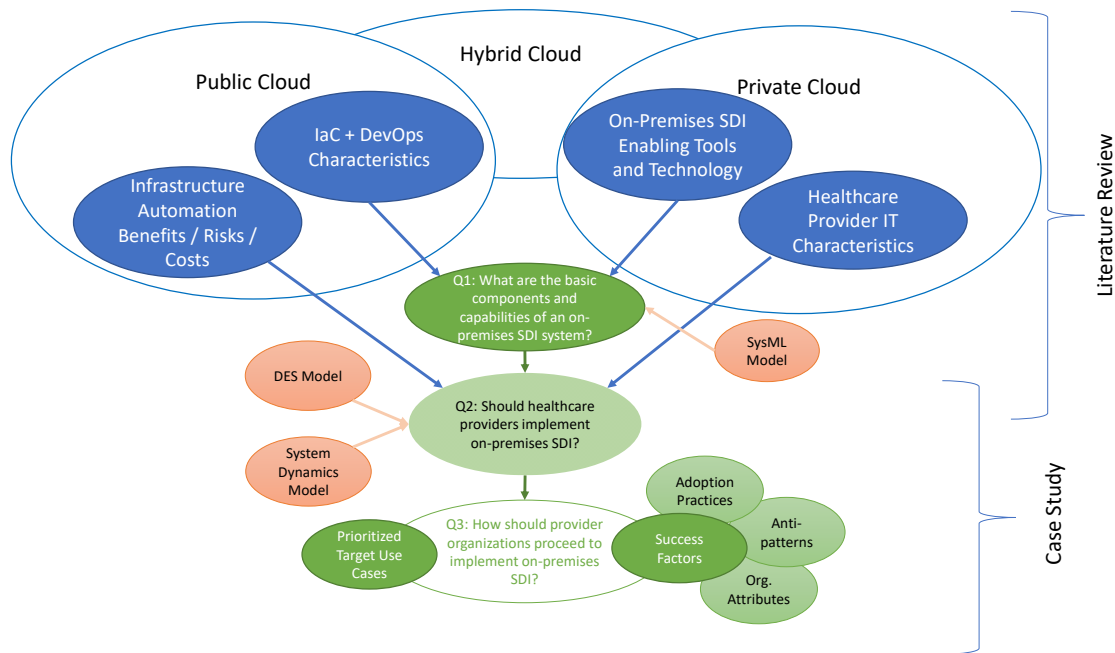 Hybrid Cloud
Public Cloud
Private Cloud
IaC + DevOps
Characteristics
On-Premises SDI
Enabling Tools
and Technology
Infrastructure
Automation
Benefits / Risks /
Costs
Healthcare
Provider IT
Characteristics
Literature Review
Q1: What are the basic
components and
capabilities of an on-
premises SDI system?
SysML
Model
DES Model
Q2: Should healthcare
providers implement
on-premises SDI?
System
Dynamics
Model
Case Study
Adoption
Practices
Anti-
patterns
Prioritized
Target Use
Cases
Q3: How should provider
organizations proceed to
implement on-premises
SDI?
Success
Factors
Org.
Attributes